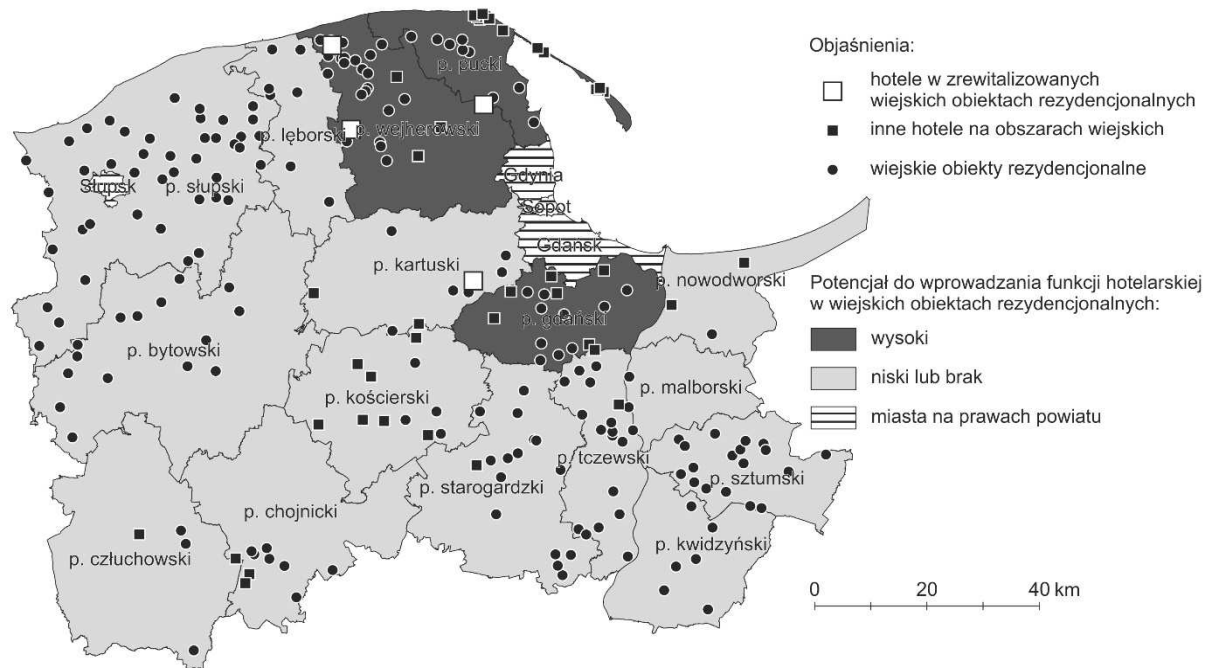 p. pucki
p. lęborski
p. wejherowski
Gdynia
Słupsk
p. słupski
Sopot
Gdańsk
p. kartuski
p. nowodworski
p. gdański
p. bytowski
p. malborski
p. kościerski
p. tczewski
p. sztumski
p. starogardzki
p. chojnicki
p. kwidzyński
p. człuchowski
Objaśnienia:
hotele w zrewitalizowanych
wiejskich obiektach rezydencjonalnych
inne hotele na obszarach wiejskich
wiejskie obiekty rezydencjonalne
Potencjał do wprowadzania funkcji hotelarskiej
w wiejskich obiektach rezydencjonalnych:
wysoki
niski lub brak
miasta na prawach powiatu
0 20 40 km